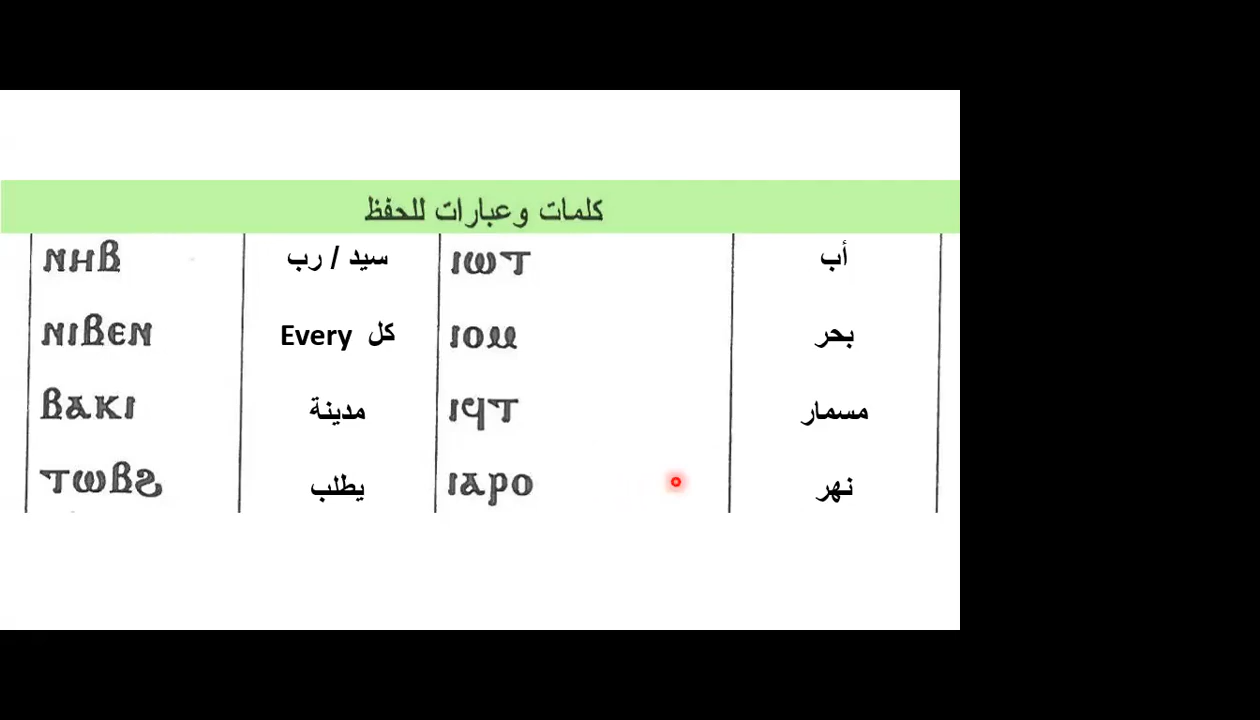 كلمات وعبارات للحفظ
ⲛⲏⲃ سيد / رب ⲓⲱⲧ أب
ⲛⲓⲃⲉⲛ كل Every ⲓⲟⲙ بحر
ⲃⲁⲕⲓ مدينة ⲓϥⲧ مسمار
ⲧⲱⲃϩ يطلب ⲓⲁⲣⲟ نهر